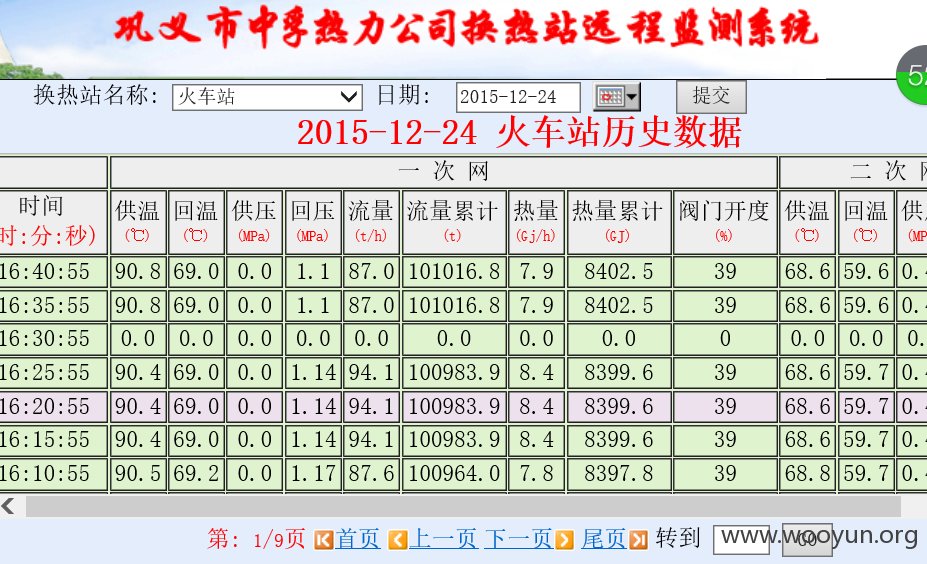 巩义市中孚热力公司换热站远程监测系统
52
换热站名称: 火车站 日期: 2015-12-24 提交
2015-12-24 火车站历史数据
一 次 网 二 次 网
时间 供温 回温 供压 回压 流量 流量累计 热量 热量累计 阀门开度 供温 回温 供压
时:分:秒) (℃) (℃) (MPa) (MPa) (t/h) (t) (Gj/h) (GJ) (%) (℃) (℃) (MP
16:40:55 90.8 69.0 0.0 1.1 87.0 101016.8 7.9 8402.5 39 68.6 59.6 0.
16:35:55 90.8 69.0 0.0 1.1 87.0 101016.8 7.9 8402.5 39 68.6 59.6 0.
16:30:55 0.0 0.0 0.0 0.0 0.0 0.0 0.0 0.0 0 0.0 0.0 0.
16:25:55 90.4 69.0 0.0 1.14 94.1 100983.9 8.4 8399.6 39 68.6 59.7 0.
16:20:55 90.4 69.0 0.0 1.14 94.1 100983.9 8.4 8399.6 39 68.6 59.7 0.
16:15:55 90.4 69.0 0.0 1.14 94.1 100983.9 8.4 8399.6 39 68.6 59.7 0.
16:10:55 90.5 69.2 0.0 1.17 87.6 100964.0 7.8 8397.8 39 68.8 59.7 0.
第: 1/9页 首页 上一页 下一页 尾页 转到 GO
www.wooyun.org